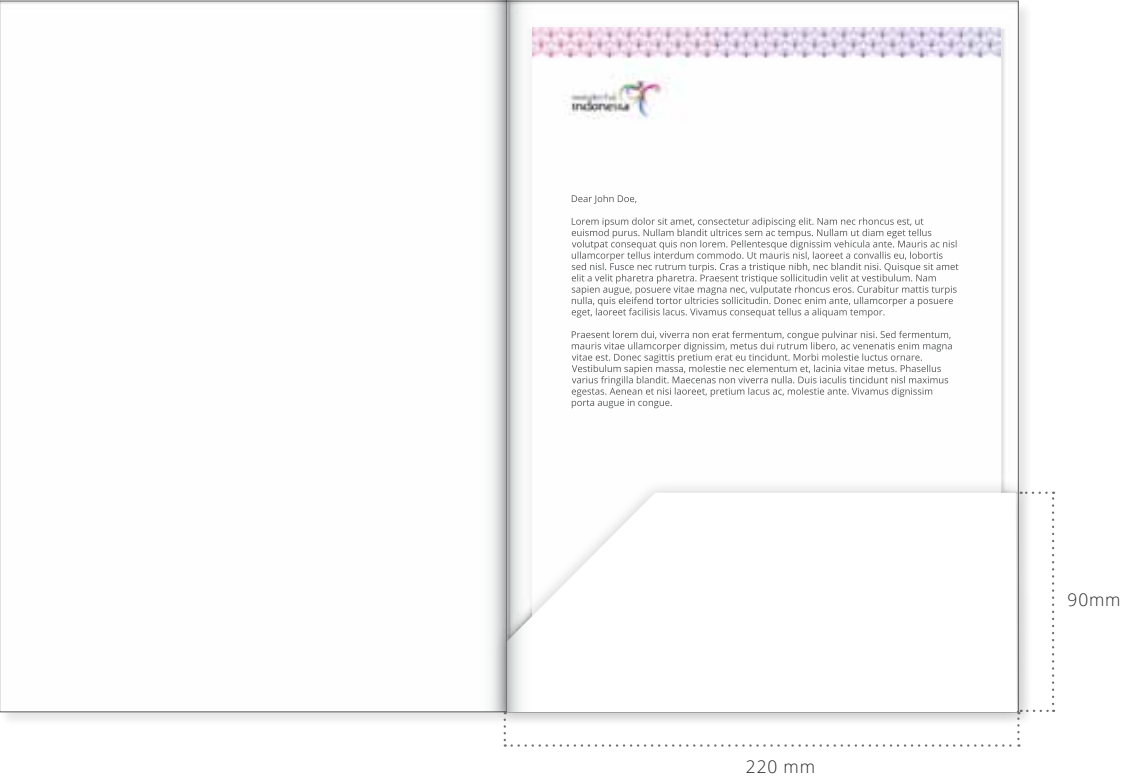 indonesia
Dear John Doe,
Lorem ipsum dolor sit amet, consectetur adipiscing elit. Nam nec rhoncus est, ut
euismod purus. Nullam blandit ultrices sem ac tempus. Nullam ut diam eget tellus
volutpat consequat quis non lorem. Pellentesque dignissim vehicula ante. Mauris ac nisl
ullamcorper tellus interdum commodo. Ut mauris nisl, laoreet a convallis eu, lobortis
sed nisl. Fusce nec rutrum turpis. Cras a tristique nibh, nec blandit nisi. Quisque sit amet
elit a velit pharetra pharetra. Praesent tristique sollicitudin velit at vestibulum. Nam
sapien augue, posuere vitae magna nec, vulputate rhoncus eros. Curabitur mattis turpis
nulla, quis eleifend tortor ultricies sollicitudin. Donec enim ante, ullamcorper a posuere
eget, laoreet facilisis lacus. Vivamus consequat tellus a aliquam tempor.
Praesent lorem dui, viverra non erat fermentum, congue pulvinar nisi. Sed fermentum,
mauris vitae ullamcorper dignissim, metus dui rutrum libero, ac venenatis enim magna
vitae est. Donec sagittis pretium erat eu tincidunt. Morbi molestie luctus ornare.
Vestibulum sapien massa, molestie nec elementum et, lacinia vitae metus. Phasellus
varius fringilla blandit. Maecenas non viverra nulla. Duis iaculis tincidunt nisl maximus
egestas. Aenean et nisi laoreet, pretium lacus ac, molestie ante. Vivamus dignissim
porta augue in congue.
90mm
220 mm